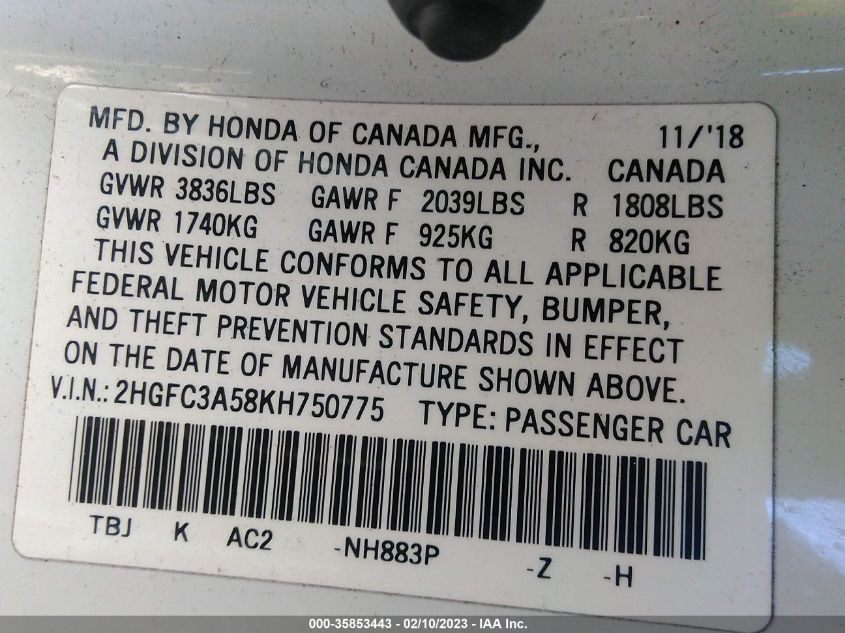 MFD. BY HONDA OF CANADA MFG., 11/'18
A DIVISION OF HONDA CANADA INC. CANADA
GVWR 3836LBS GAWR F 2039LBS R 1808LBS
GVWR 1740KG GAWR F 925KG R 820KG
THIS VEHICLE CONFORMS TO ALL APPLICABLE
FEDERAL MOTOR VEHICLE SAFETY, BUMPER,
AND THEFT PREVENTION STANDARDS IN EFFECT
ON THE DATE OF MANUFACTURE SHOWN ABOVE.
V.I.N.: 2HGFC3A58KH750775 TYPE: PASSENGER CAR
TBJ K AC2 -NH883P -Z -H
000-35853443 - 02/10/2023 - IAA Inc.